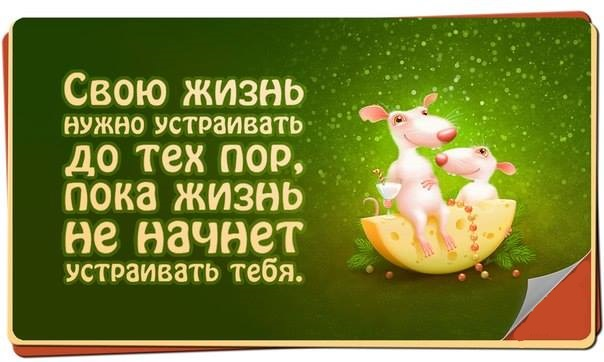 Свою жизнь
нужно устраивать
до тех пор,
пока жизнь
не начнет
устраивать тебя.